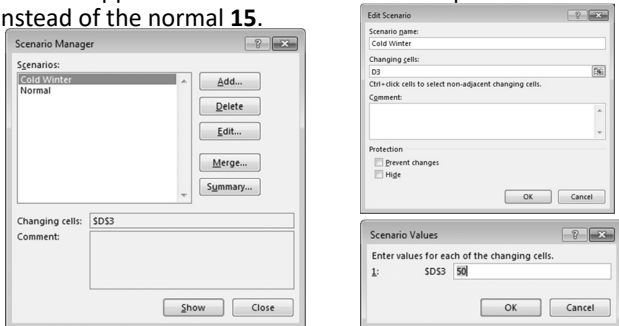 nstead of the normal 15.
Scenario Manager
Scenarios:
Cold Winter
Normal
Add...
Delete
Edit...
Merge...
Summary...
Changing cells: $D$3
Comment:
Show Close
Edit Scenario
Scenario name:
Cold Winter
Changing cells:
D3
Ctrl+click cells to select non-adjacent changing cells.
Comment:
Protection
Prevent changes
Hide
OK Cancel
Scenario Values
Enter values for each of the changing cells.
1: $D$3 50
OK Cancel